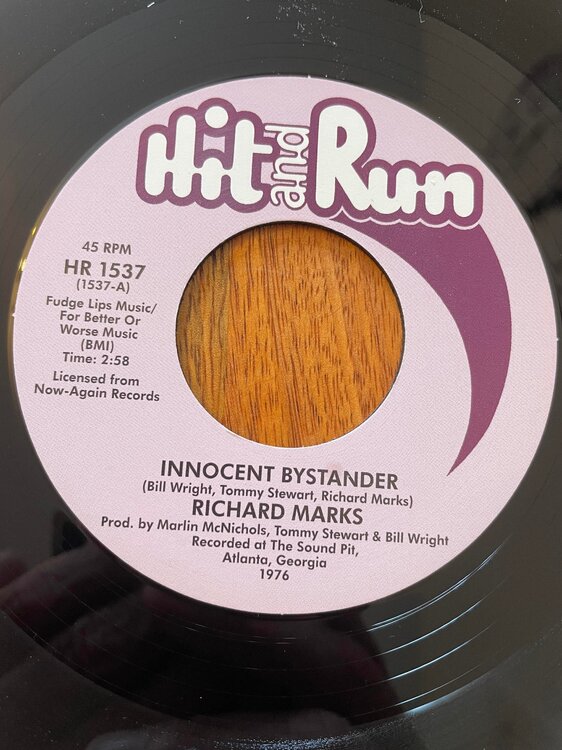 Hit and Run
45 RPM
HR 1537
(1537-A)
Fudge Lips Music/
For Better Or
Worse Music
(BMI)
Time: 2:58
Licensed from
Now-Again Records
INNOCENT BYSTANDER
(Bill Wright, Tommy Stewart, Richard Marks)
RICHARD MARKS
Prod. by Marlin McNichols, Tommy Stewart & Bill Wright
Recorded at The Sound Pit,
Atlanta, Georgia
1976